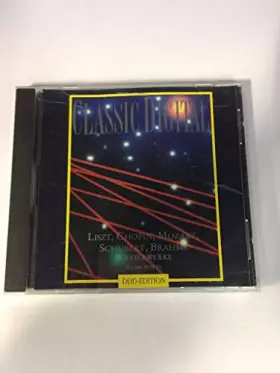 CLASSIC DIGITAL
LISZT, CHOPIN, MOZART,
SCHUBERT, BRAHMS
DDD-EDITION